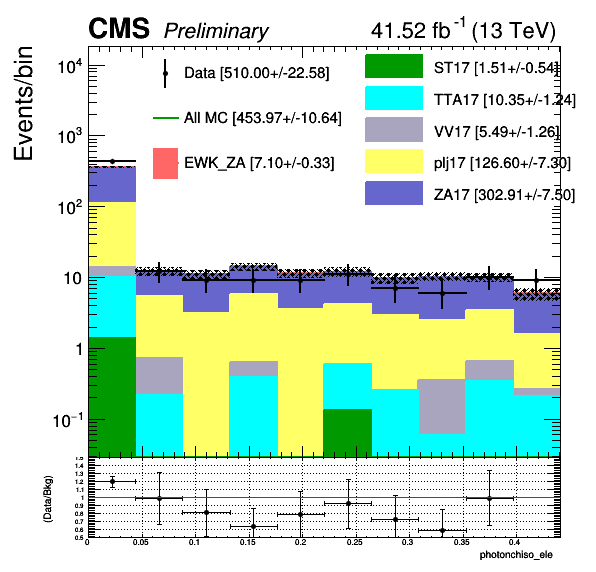 CMS Preliminary 41.52 fb⁻¹ (13 TeV)
Events/bin
10⁴
10³
10²
10
1
10⁻¹
Data [510.00+/-22.58]
All MC [453.97+/-10.64]
EWK_ZA [7.10+/-0.33]
ST17 [1.51+/-0.54]
TTA17 [10.35+/-1.24]
VV17 [5.49+/-1.26]
plj17 [126.60+/-7.30]
ZA17 [302.91+/-7.50]
(Data/Bkg)
1.5
1.4
1.3
1.2
1.1
1
0.9
0.8
0.7
0.6
0.5
0 0.05 0.1 0.15 0.2 0.25 0.3 0.35 0.4
photonchiso_ele